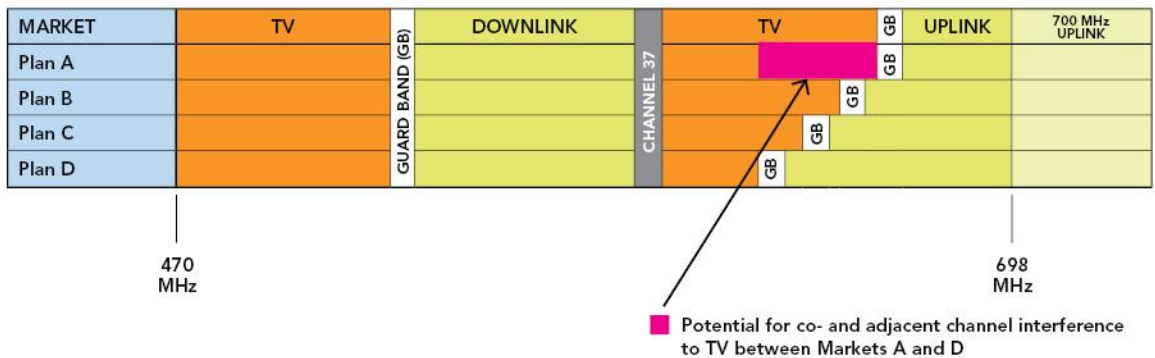 MARKET
TV
GUARD BAND (GB)
DOWNLINK
CHANNEL 37
TV
GB
UPLINK
700 MHz
UPLINK
Plan A
GB
Plan B
GB
Plan C
GB
Plan D
GB
470
MHz
698
MHz
Potential for co- and adjacent channel interference
to TV between Markets A and D